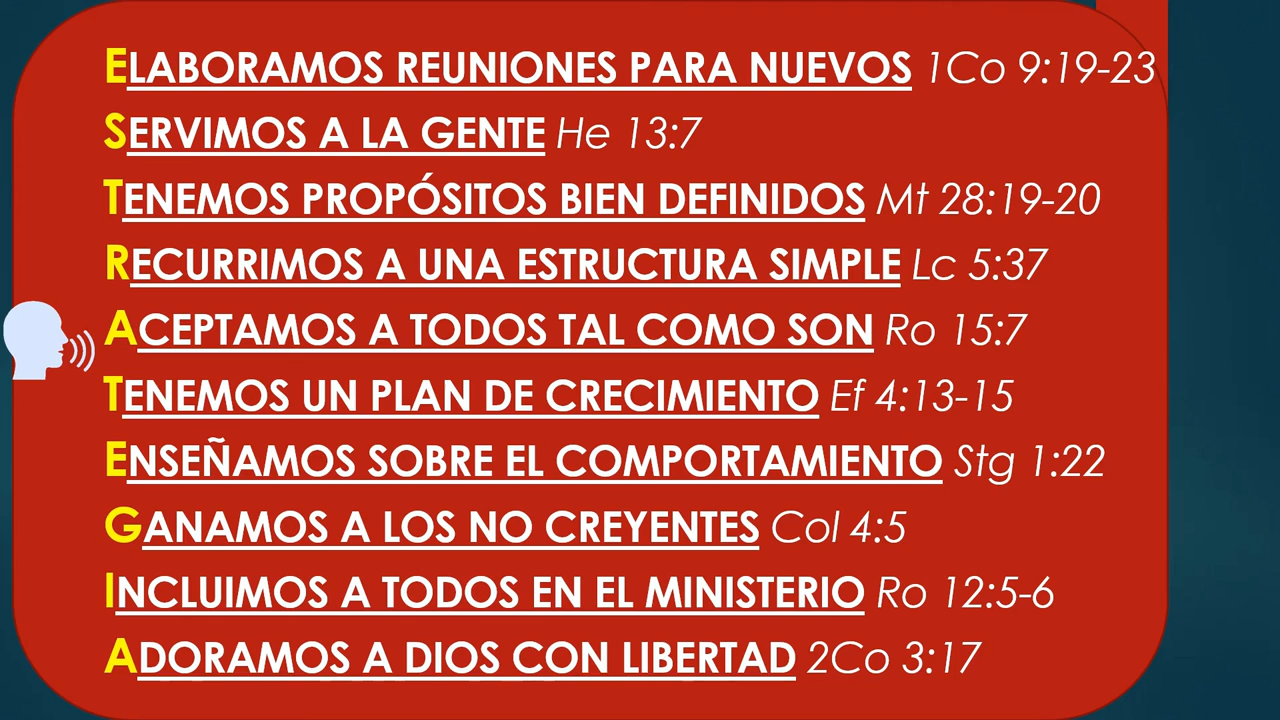 ELABORAMOS REUNIONES PARA NUEVOS 1Co 9:19-23
SERVIMOS A LA GENTE He 13:7
TENEMOS PROPÓSITOS BIEN DEFINIDOS Mt 28:19-20
RECURRIMOS A UNA ESTRUCTURA SIMPLE Lc 5:37
ACEPTAMOS A TODOS TAL COMO SON Ro 15:7
TENEMOS UN PLAN DE CRECIMIENTO Ef 4:13-15
ENSEÑAMOS SOBRE EL COMPORTAMIENTO Stg 1:22
GANAMOS A LOS NO CREYENTES Col 4:5
INCLUIMOS A TODOS EN EL MINISTERIO Ro 12:5-6
ADORAMOS A DIOS CON LIBERTAD 2Co 3:17